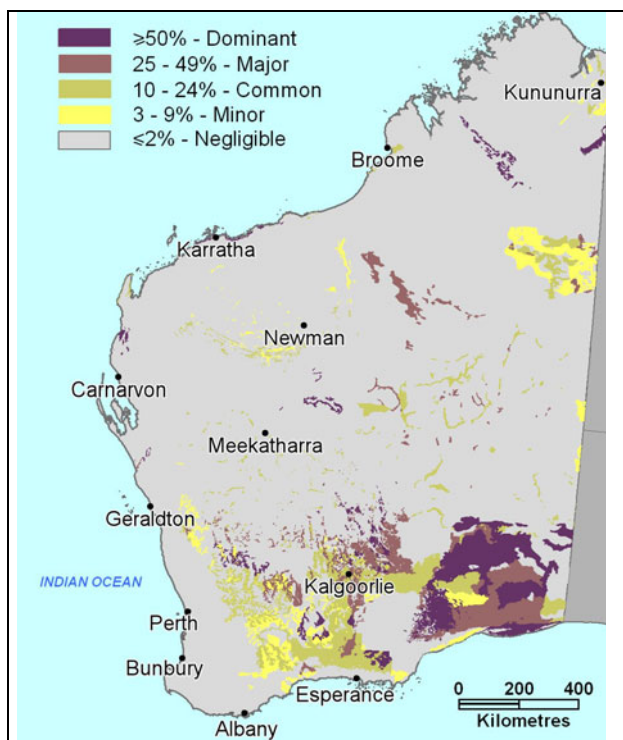 ≥50% - Dominant
25 - 49% - Major
10 - 24% - Common
3 - 9% - Minor
≤2% - Negligible
Kununurra
Broome
Karratha
Newman
Carnarvon
Meekatharra
Geraldton
INDIAN OCEAN
Kalgoorlie
Perth
Bunbury
Esperance
Albany
0 200 400
Kilometres